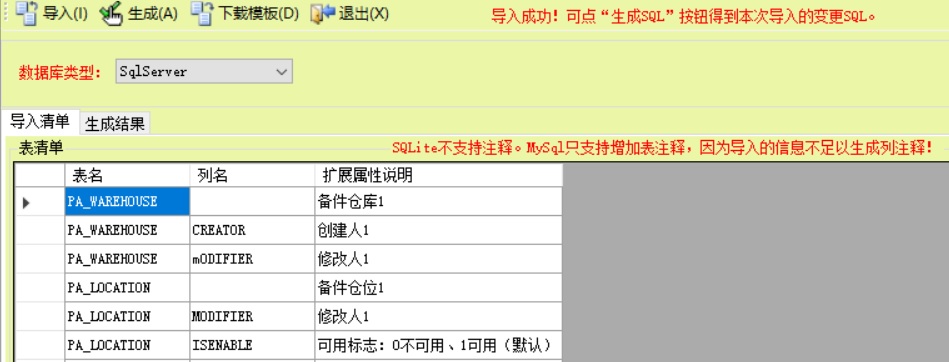 导入(I) 生成(A) 下载模板(D) 退出(X) 导入成功！可点“生成SQL”按钮得到本次导入的变更SQL。
数据库类型： SqlServer
导入清单 生成结果
表清单 SQLite不支持注释。MySql只支持增加表注释，因为导入的信息不足以生成列注释！
表名 列名 扩展属性说明
PA_WAREHOUSE 备件仓库1
PA_WAREHOUSE CREATOR 创建人1
PA_WAREHOUSE mODIFIER 修改人1
PA_LOCATION 备件仓位1
PA_LOCATION MODIFIER 修改人1
PA_LOCATION ISENABLE 可用标志：0不可用、1可用（默认）